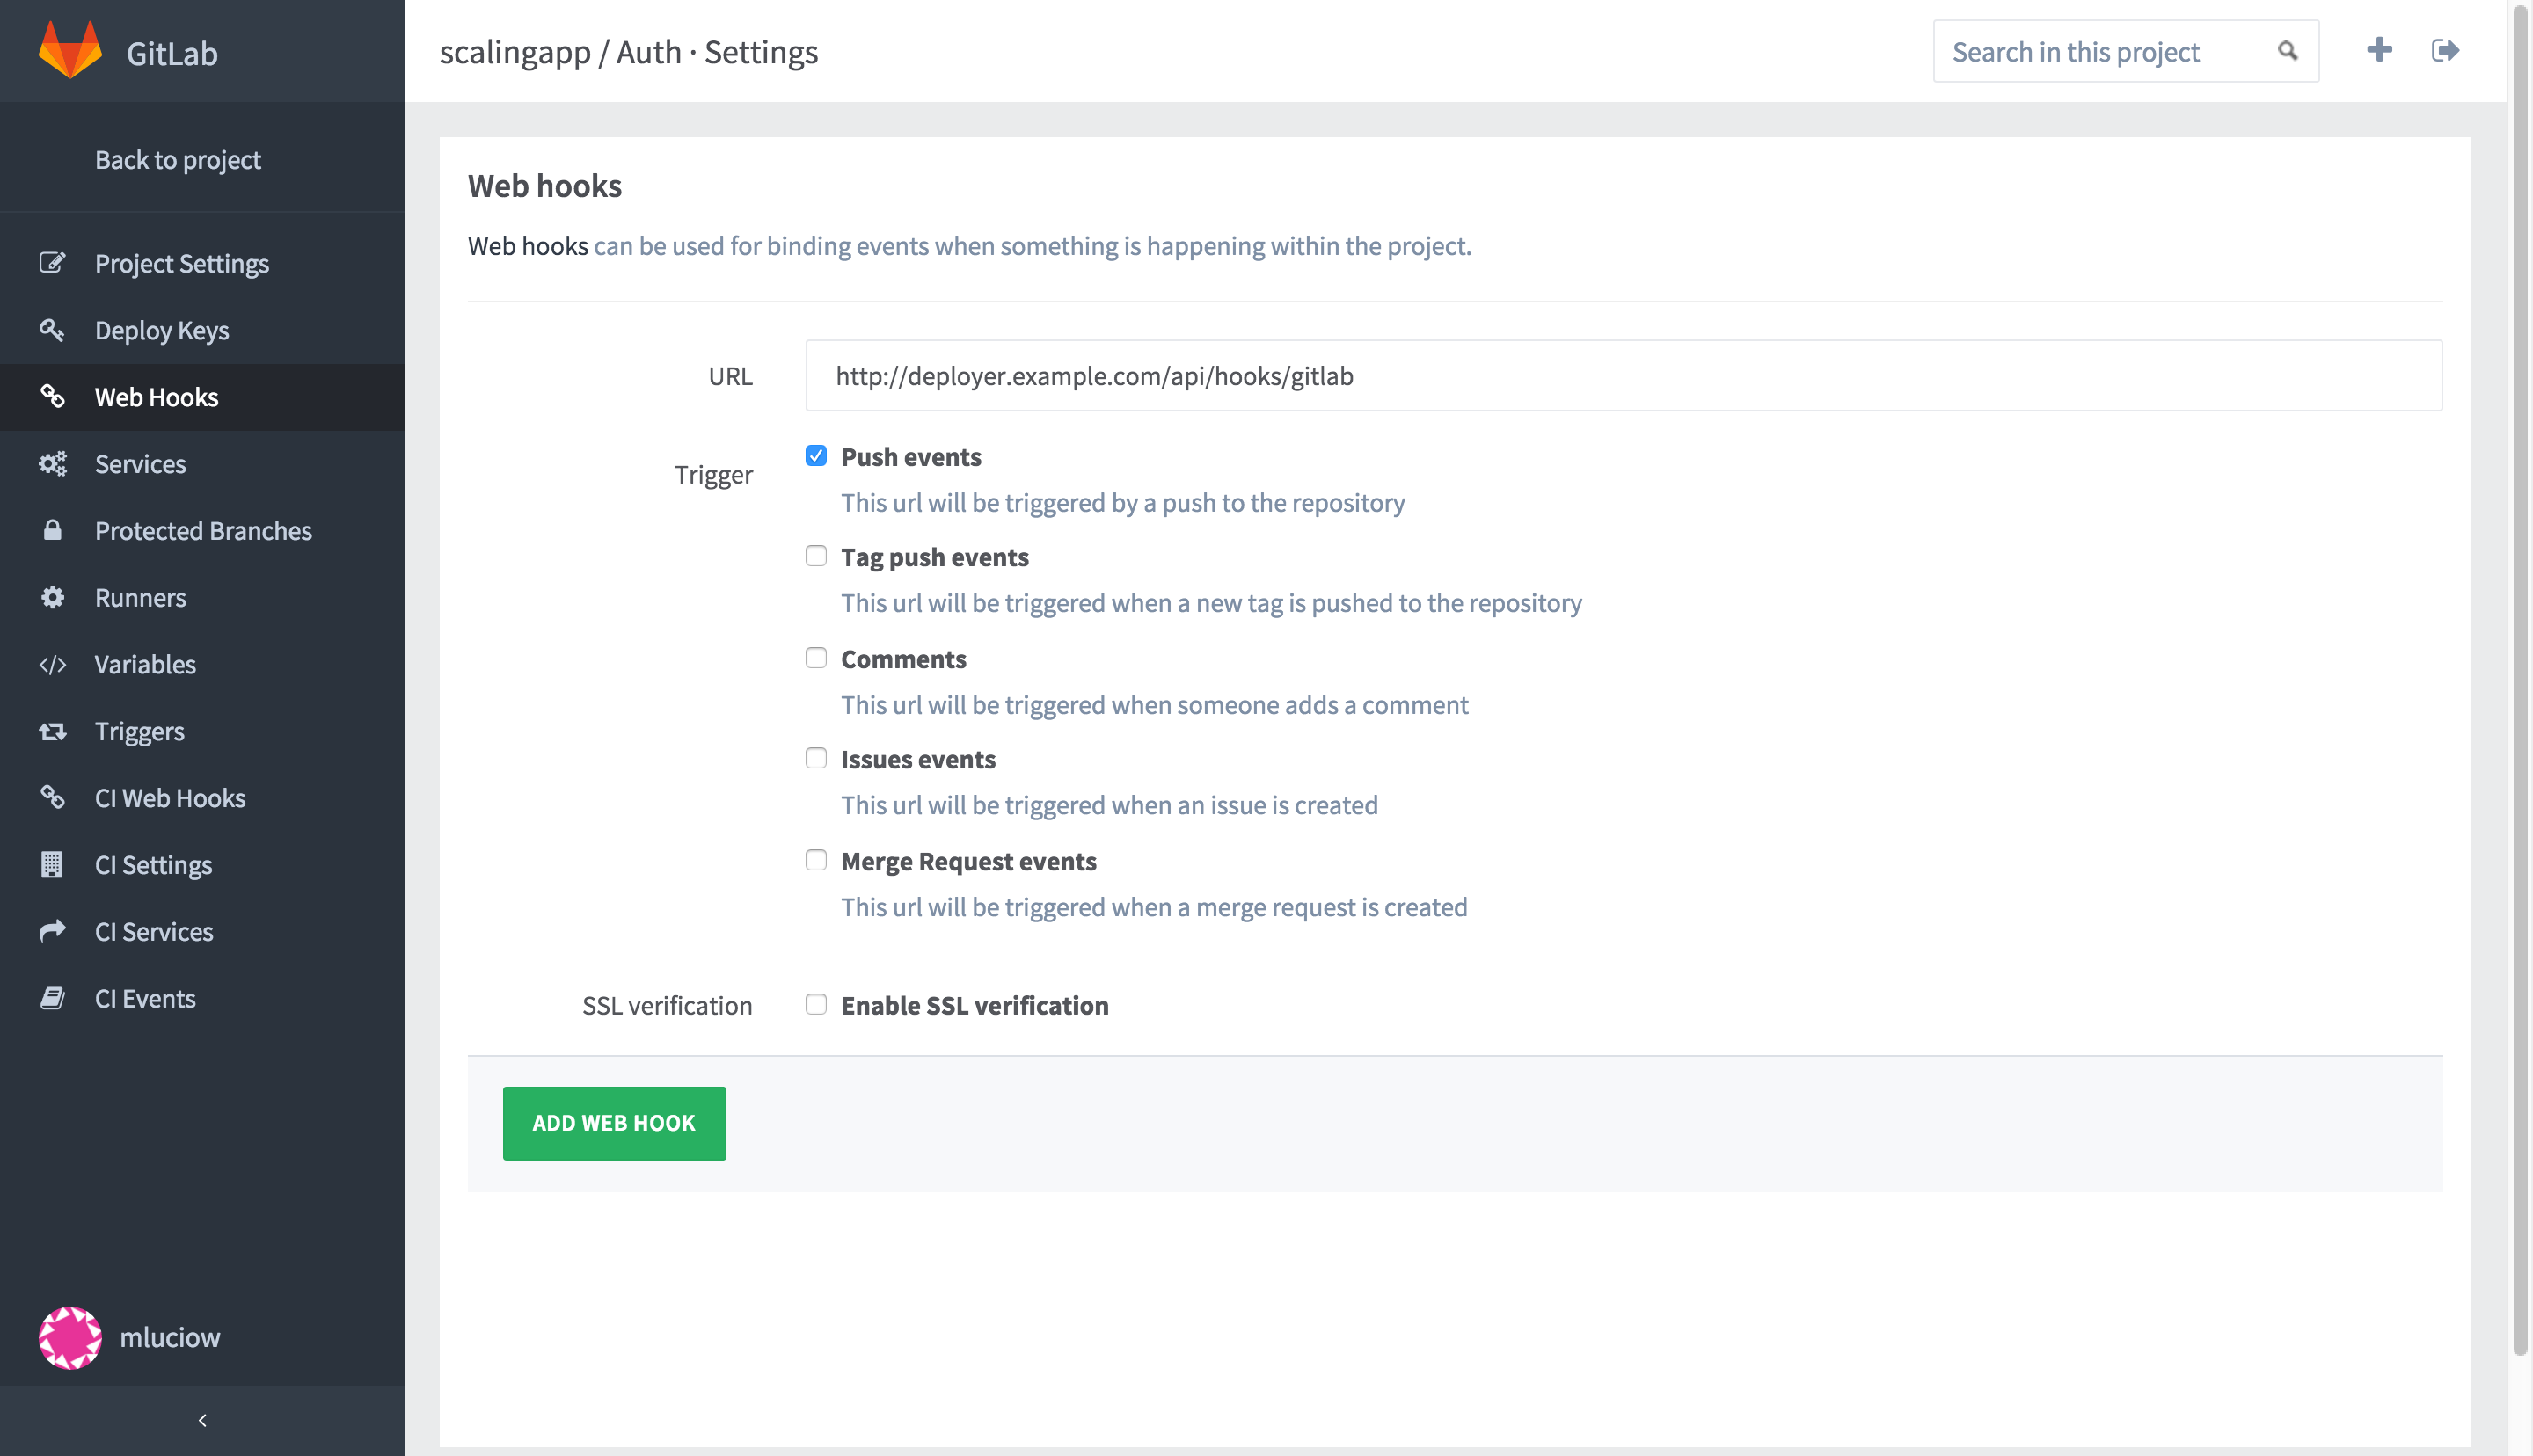 GitLab
scalingapp / Auth · Settings
Search in this project
Back to project
Project Settings
Deploy Keys
Web Hooks
Services
Protected Branches
Runners
Variables
Triggers
CI Web Hooks
CI Settings
CI Services
CI Events
mluciow
Web hooks
Web hooks can be used for binding events when something is happening within the project.
URL
http://deployer.example.com/api/hooks/gitlab
Trigger
Push events
This url will be triggered by a push to the repository
Tag push events
This url will be triggered when a new tag is pushed to the repository
Comments
This url will be triggered when someone adds a comment
Issues events
This url will be triggered when an issue is created
Merge Request events
This url will be triggered when a merge request is created
SSL verification
Enable SSL verification
ADD WEB HOOK